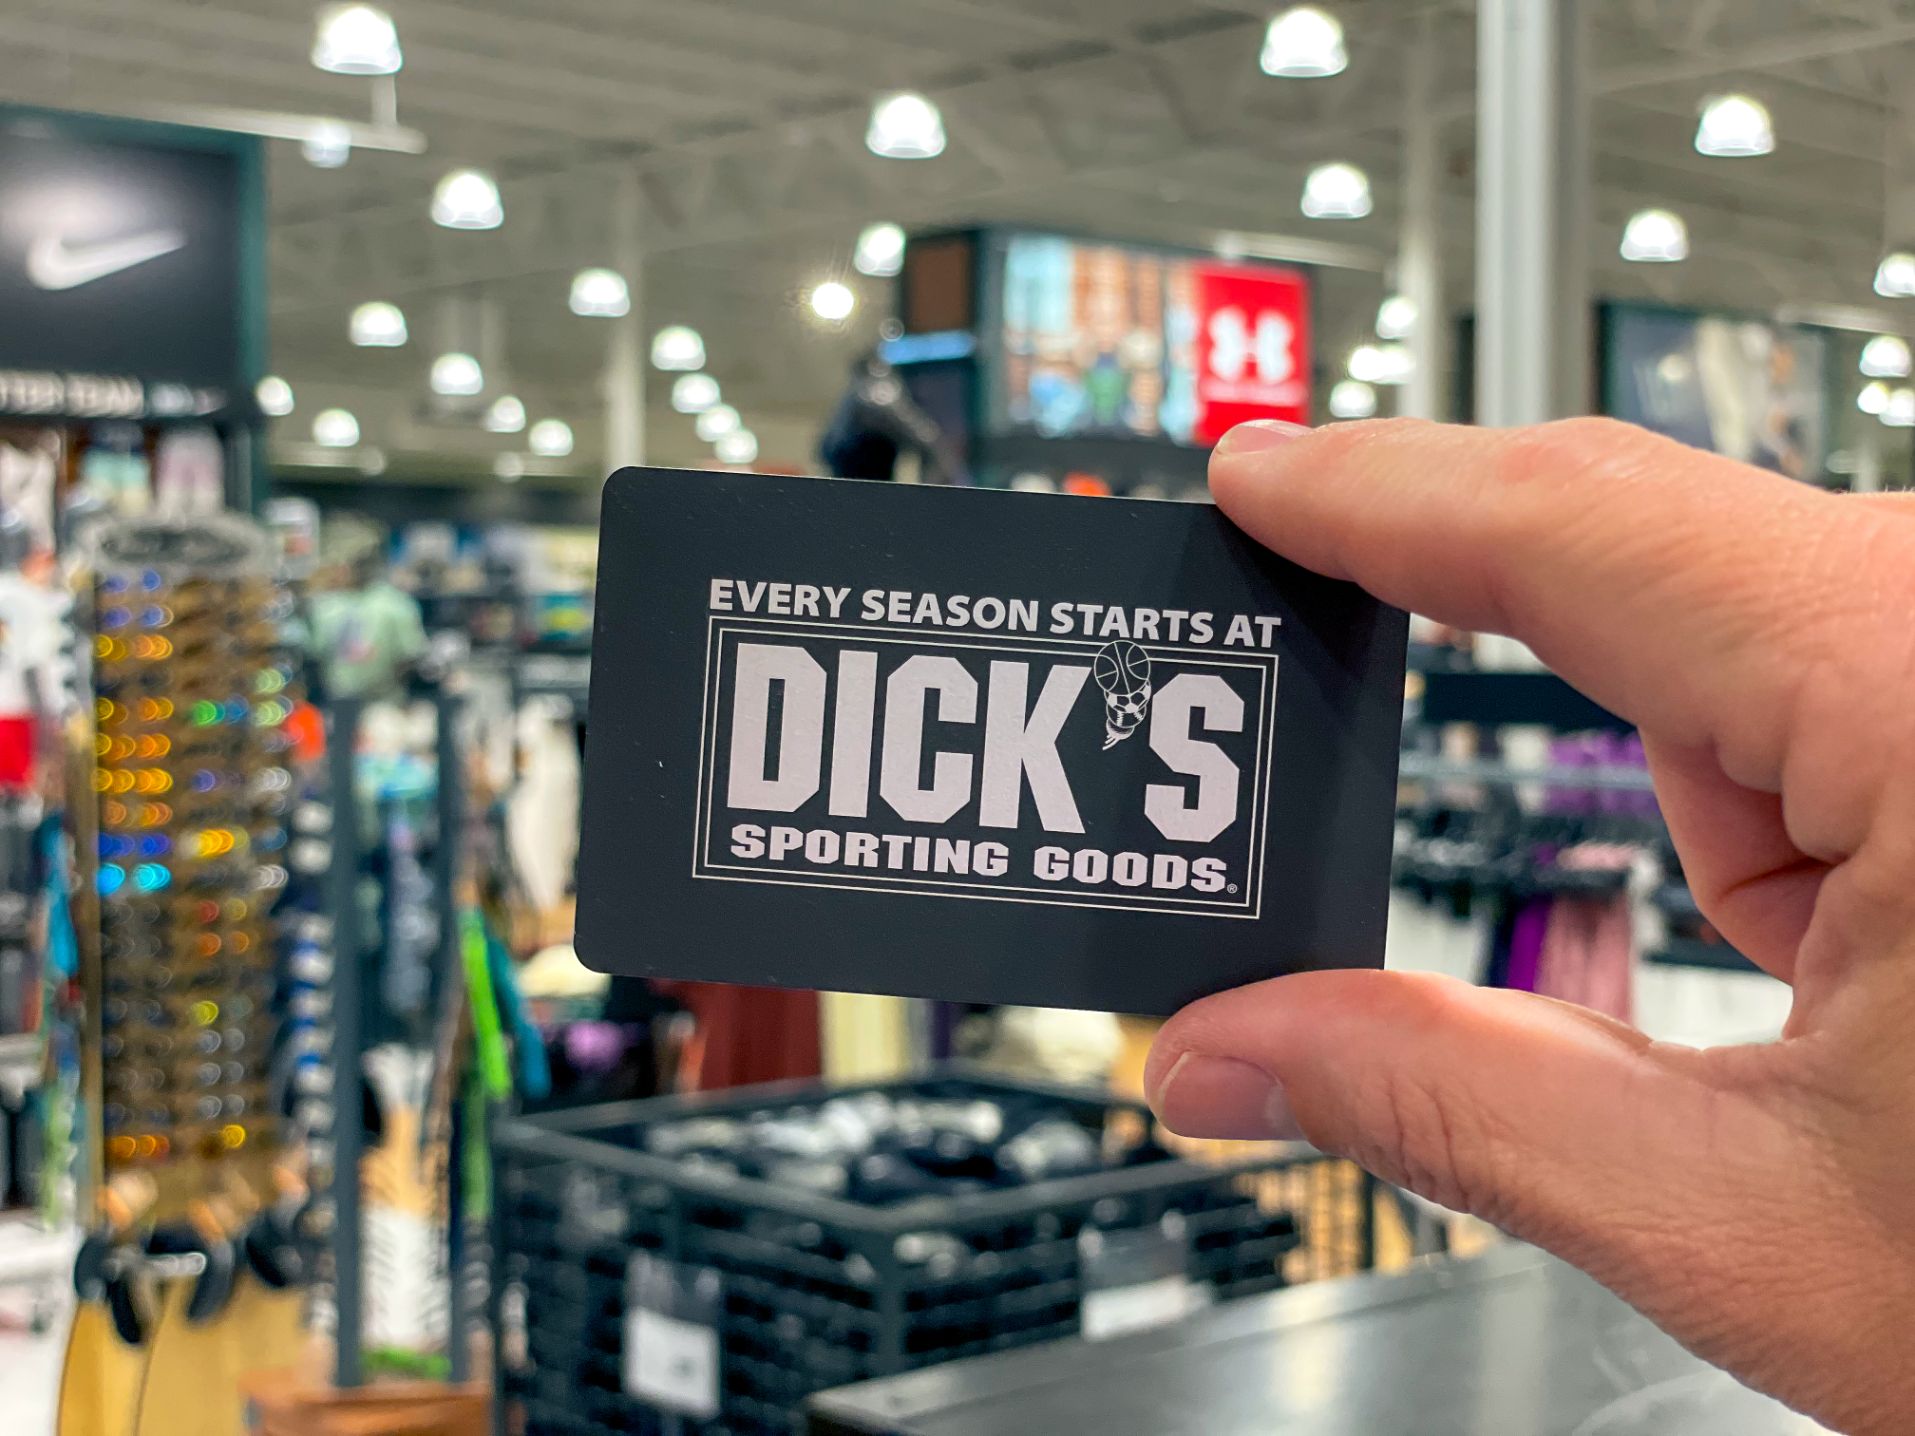 EVERY SEASON STARTS AT
DICK'S
SPORTING GOODS®